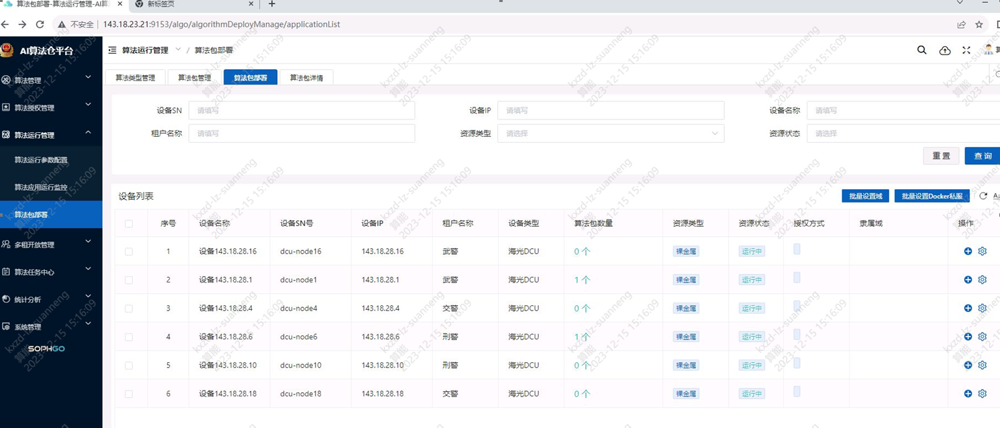 算法包部署-算法运行管理-AI算
新标签页
不安全 143.18.23.21:9153/algo/algorithmDeployManage/applicationList
AI算法仓平台
算法运行管理 / 算法包部署
算法类型管理 算法包管理 算法包部署 算法包详情
算法管理
算法授权管理
算法运行管理
算法运行参数配置
算法应用运行监控
算法包部署
多租开放管理
算法任务中心
统计分析
系统管理
SOPHGO
设备SN 请填写 设备IP 请填写 设备名称 请填写
租户名称 请填写 资源类型 请选择 资源状态 请选择
重置 查询
设备列表 批量设置域 批量设置Docker私服
序号 设备名称 设备SN号 设备IP 租户名称 设备类型 算法包数量 资源类型 资源状态 授权方式 隶属域 操作
1 设备143.18.28.16 dcu-node16 143.18.28.16 武警 海光DCU 0 个 裸金属 运行中
2 设备143.18.28.1 dcu-node1 143.18.28.1 武警 海光DCU 1 个 裸金属 运行中
3 设备143.18.28.4 dcu-node4 143.18.28.4 交警 海光DCU 0 个 裸金属 运行中
4 设备143.18.28.6 dcu-node6 143.18.28.6 刑警 海光DCU 1 个 裸金属 运行中
5 设备143.18.28.10 dcu-node10 143.18.28.10 刑警 海光DCU 0 个 裸金属 运行中
6 设备143.18.28.18 dcu-node18 143.18.28.18 交警 海光DCU 0 个 裸金属 运行中
kxzd-lz-suanneng
算能
2023-12-15 15:16:09